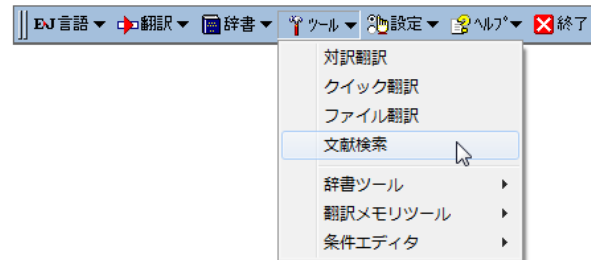 EJ 言語 翻訳 辞書 ツール 設定 ヘルプ 終了
対訳翻訳
クイック翻訳
ファイル翻訳
文献検索
辞書ツール
翻訳メモリツール
条件エディタ